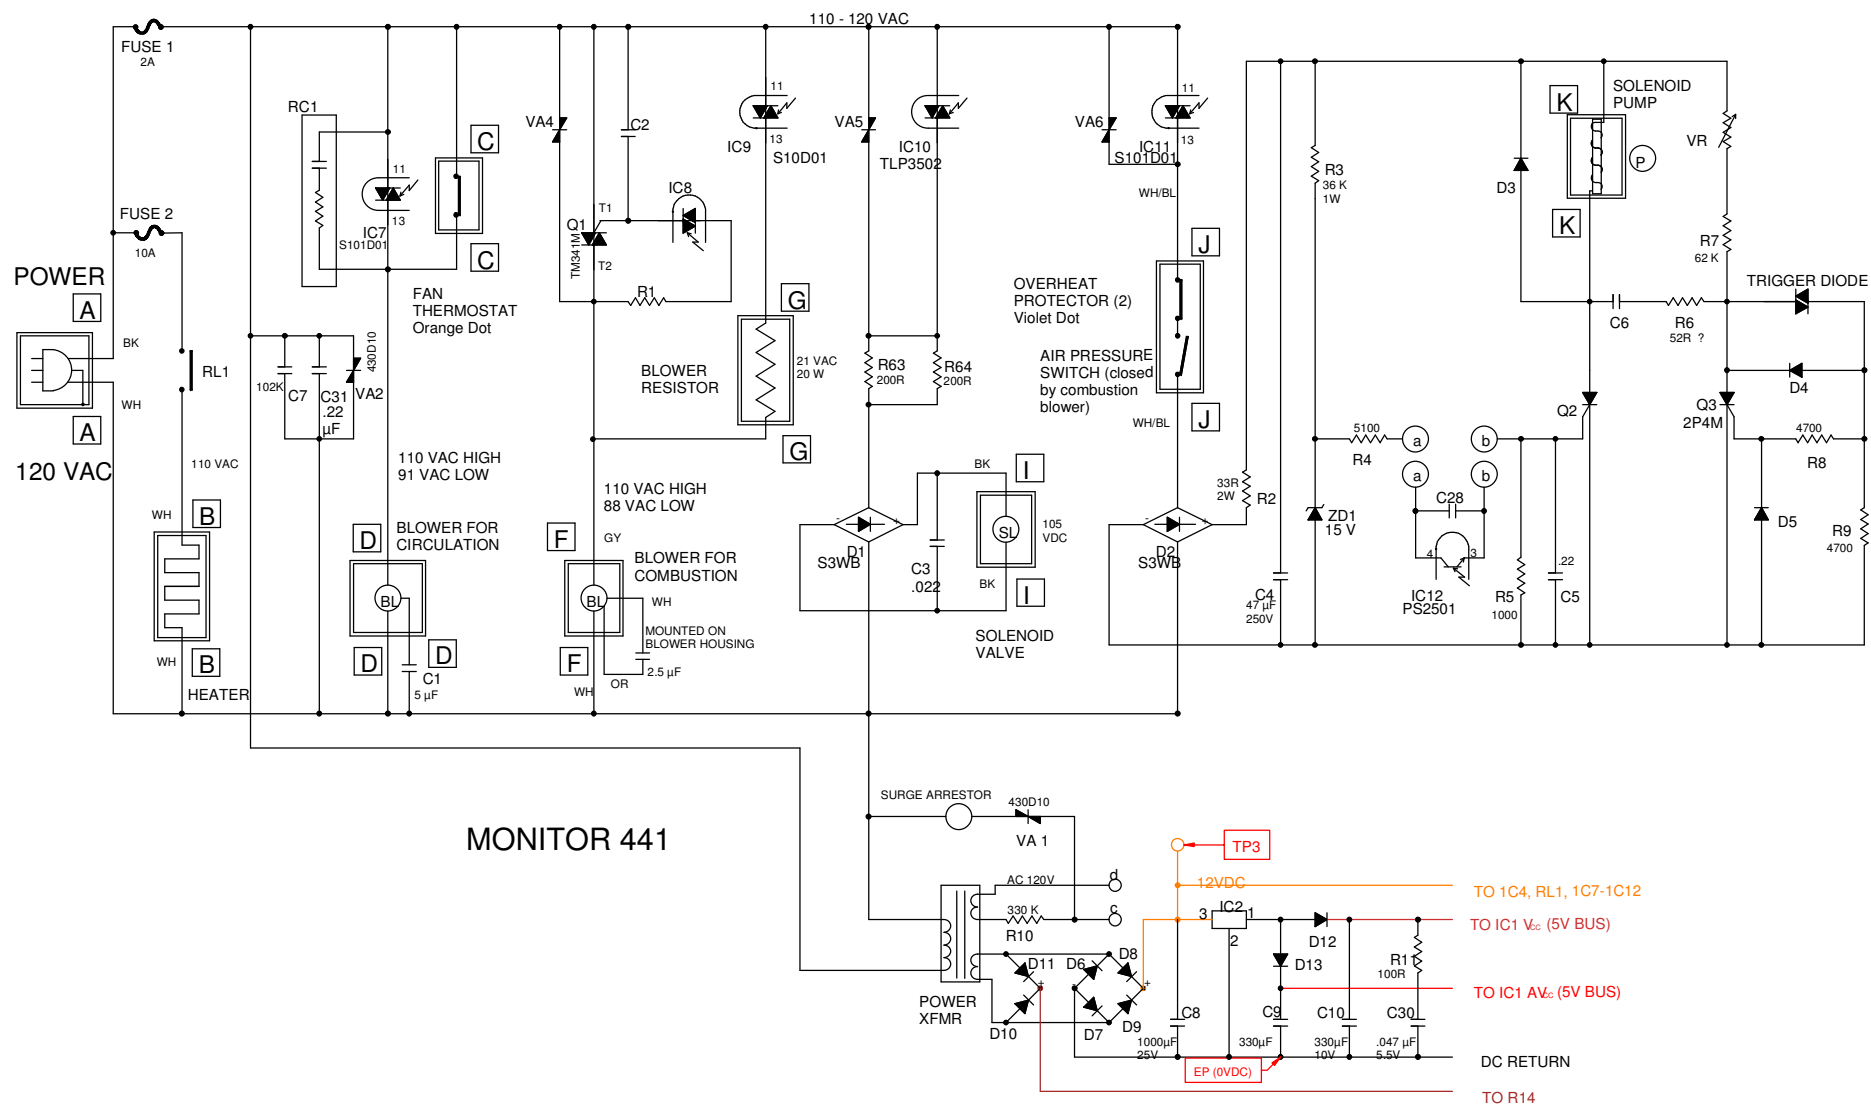 110 - 120 VAC
FUSE 1
2A
FUSE 2
10A
POWER
A
BK
WH
A
120 VAC
RL1
110 VAC
WH
B
B
WH
HEATER
RC1
11
13
IC7
S101D01
C
C
FAN
THERMOSTAT
Orange Dot
102K
C7
C31
.22
µF
VA2
430D10
110 VAC HIGH
91 VAC LOW
D
BLOWER FOR
CIRCULATION
BL
D
D
C1
5 µF
VA4
C2
IC8
T1
Q1
TM341M
T2
R1
110 VAC HIGH
88 VAC LOW
GY
F
BLOWER FOR
COMBUSTION
BL
WH
MOUNTED ON
BLOWER HOUSING
2.5 µF
F
OR
WH
11
13
IC9
S10D01
G
21 VAC
20 W
BLOWER
RESISTOR
G
VA5
IC10
TLP3502
R63
200R
R64
200R
-
+
D1
S3WB
C3
.022
BK
I
SL
105
VDC
BK
I
SOLENOID
VALVE
VA6
11
13
IC11
S101D01
WH/BL
J
OVERHEAT
PROTECTOR (2)
Violet Dot
AIR PRESSURE
SWITCH (closed
by combustion
blower)
J
WH/BL
-
+
D2
S3WB
33R
2W
R2
C4
47 µF
250V
R3
36 K
1W
ZD1
15 V
5100
R4
a
b
a
b
C28
4
3
IC12
PS2501
R5
1000
.22
C5
D3
K
SOLENOID
PUMP
P
K
VR
R7
62 K
C6
R6
52R ?
TRIGGER DIODE
D4
Q2
Q3
2P4M
4700
R8
D5
R9
4700
MONITOR 441
SURGE ARRESTOR
430D10
VA 1
AC 120V
d
330 K
c
R10
POWER
XFMR
D11
D10
+
D6
D8
-
+
D7
D9
TP3
12VDC
3
IC2
1
2
C8
1000µF
25V
D12
D13
C9
330µF
C10
330µF
10V
R11
100R
C30
.047 µF
5.5V
EP (0VDC)
TO 1C4, RL1, 1C7-1C12
TO IC1 Vcc (5V BUS)
TO IC1 AVcc (5V BUS)
DC RETURN
TO R14